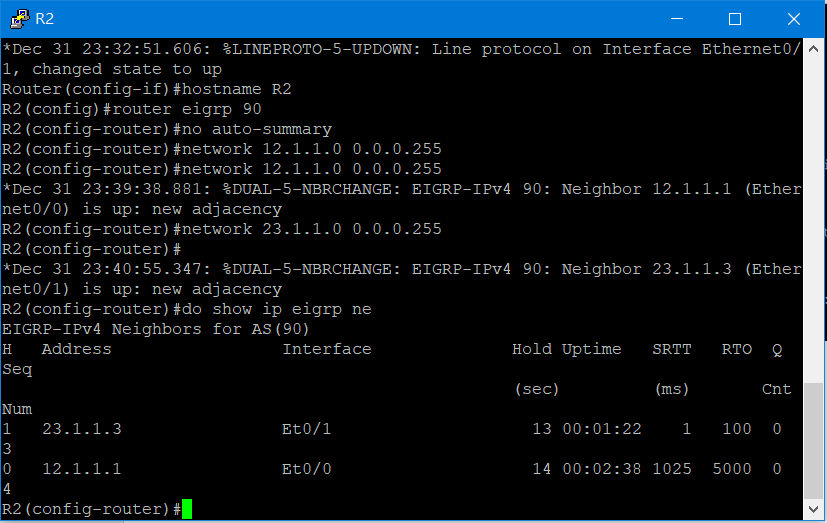 R2
*Dec 31 23:32:51.606: %LINEPROTO-5-UPDOWN: Line protocol on Interface Ethernet0/
1, changed state to up
Router(config-if)#hostname R2
R2(config)#router eigrp 90
R2(config-router)#no auto-summary
R2(config-router)#network 12.1.1.0 0.0.0.255
R2(config-router)#network 12.1.1.0 0.0.0.255
*Dec 31 23:39:38.881: %DUAL-5-NBRCHANGE: EIGRP-IPv4 90: Neighbor 12.1.1.1 (Ether
net0/0) is up: new adjacency
R2(config-router)#network 23.1.1.0 0.0.0.255
R2(config-router)#
*Dec 31 23:40:55.347: %DUAL-5-NBRCHANGE: EIGRP-IPv4 90: Neighbor 23.1.1.3 (Ether
net0/1) is up: new adjacency
R2(config-router)#do show ip eigrp ne
EIGRP-IPv4 Neighbors for AS(90)
H   Address                 Interface                  Hold Uptime   SRTT   RTO  Q
Seq
                                                       (sec)         (ms)       Cnt
Num
1   23.1.1.3                Et0/1                    13 00:01:22    1   100  0
3
0   12.1.1.1                Et0/0                    14 00:02:38 1025  5000  0
4
R2(config-router)#